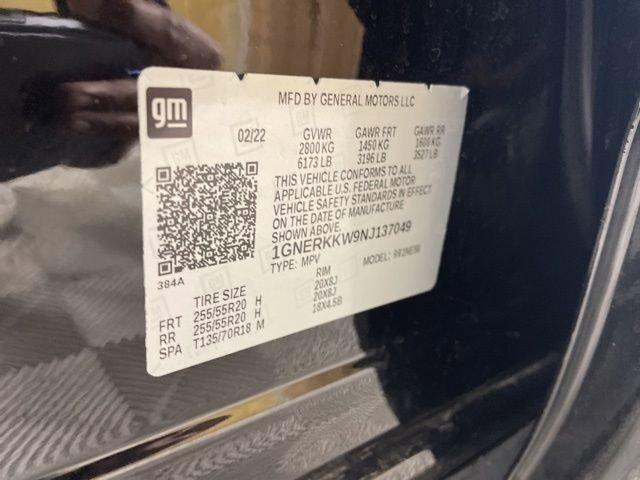 gm
MFD BY GENERAL MOTORS LLC
02/22 GVWR GAWR FRT GAWR RR
2800 KG 1450 KG 1600 KG
6173 LB 3196 LB 3527 LB
THIS VEHICLE CONFORMS TO ALL
APPLICABLE U.S. FEDERAL MOTOR
VEHICLE SAFETY STANDARDS IN EFFECT
ON THE DATE OF MANUFACTURE
SHOWN ABOVE.
1GNERKKW9NJ137049
TYPE: MPV MODEL:
384A
TIRE SIZE RIM
FRT 255/55R20 H 20X8J
RR 255/55R20 H 20X8J
SPA T135/70R18 M 18X4.5B